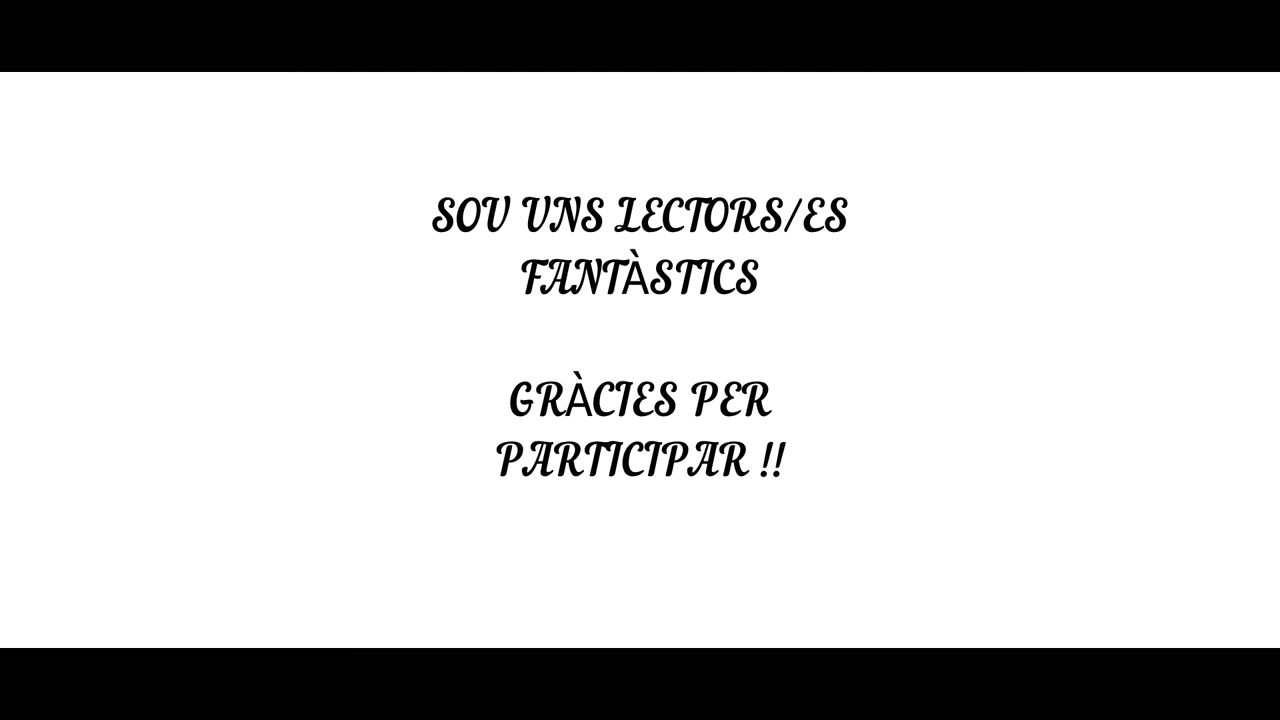 SOU UNS LECTORS/ES
FANTÀSTICS
GRÀCIES PER
PARTICIPAR !!